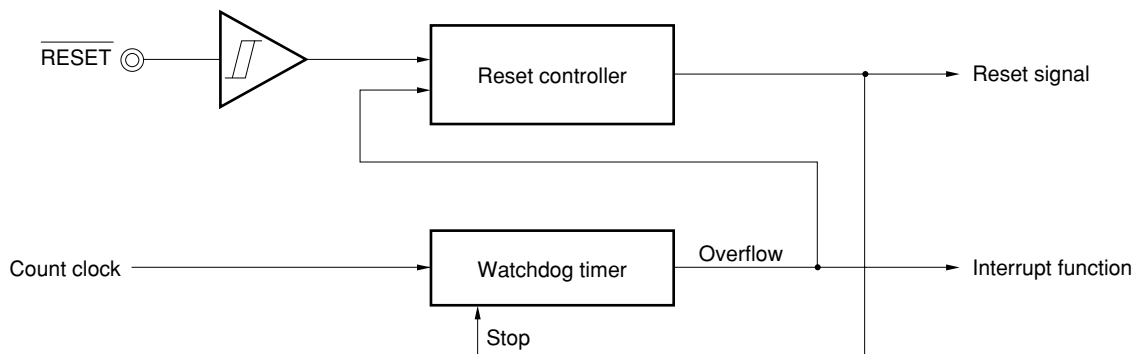 RESET
Reset controller
Reset signal
Count clock
Watchdog timer
Overflow
Interrupt function
Stop